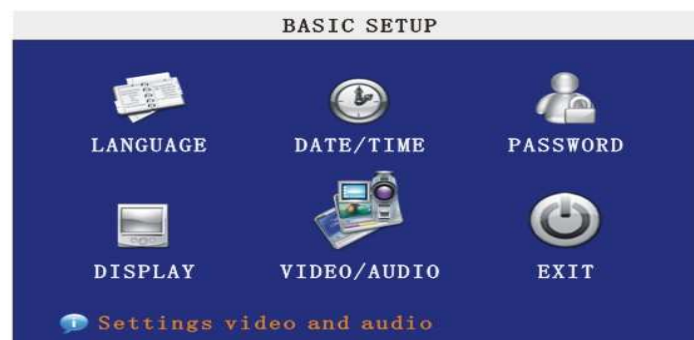 BASIC SETUP
LANGUAGE DATE/TIME PASSWORD
DISPLAY VIDEO/AUDIO EXIT
Settings video and audio